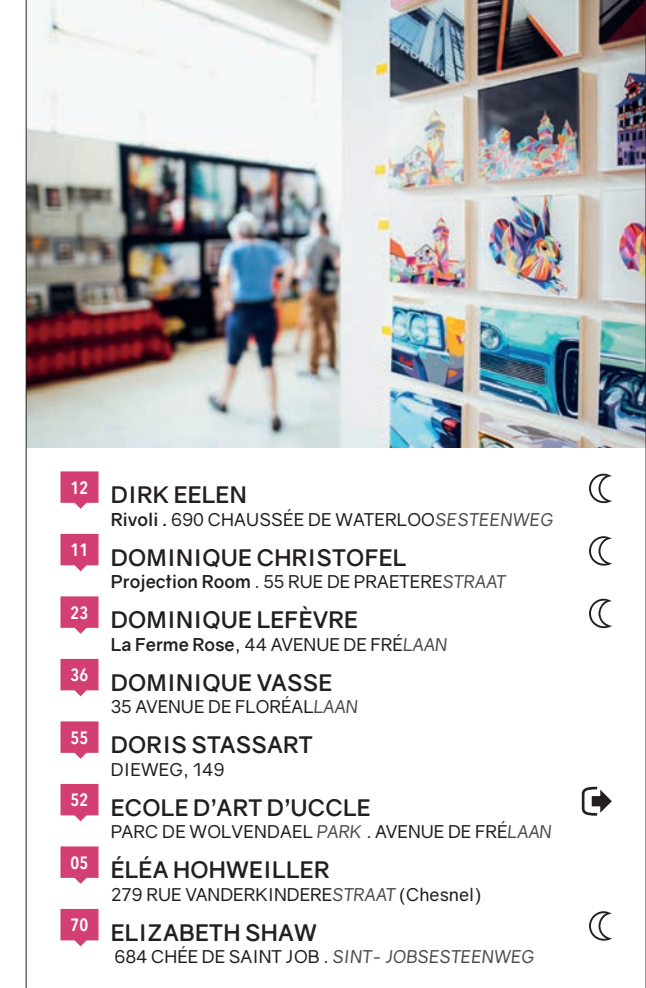 BAUHAUS
12
DIRK EELEN
Rivoli . 690 CHAUSSÉE DE WATERLOOSESTEENWEG
11
DOMINIQUE CHRISTOFEL
Projection Room . 55 RUE DE PRAETERESTRAAT
23
DOMINIQUE LEFÈVRE
La Ferme Rose, 44 AVENUE DE FRÉLAAN
36
DOMINIQUE VASSE
35 AVENUE DE FLORÉALLAAN
55
DORIS STASSART
DIEWEG, 149
52
ECOLE D'ART D'UCCLE
PARC DE WOLVENDAEL PARK . AVENUE DE FRÉLAAN
05
ÉLÉA HOHWEILLER
279 RUE VANDERKINDERESTRAAT (Chesnel)
70
ELIZABETH SHAW
684 CHÉE DE SAINT JOB . SINT- JOBSESTEENWEG